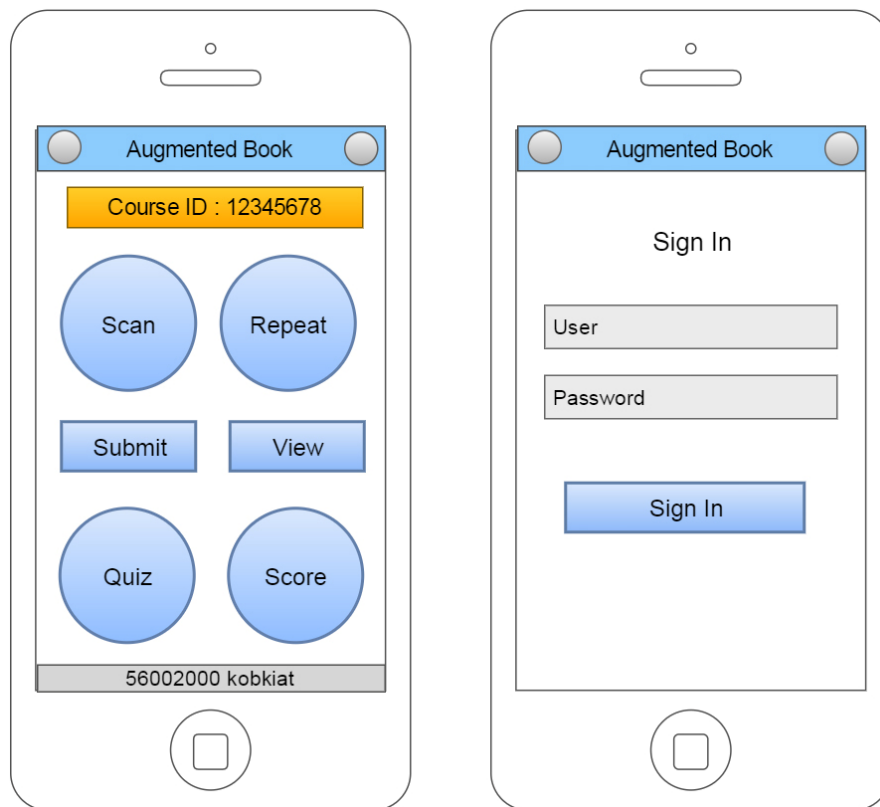 Augmented Book
Course ID : 12345678
Scan
Repeat
Submit
View
Quiz
Score
56002000 kobkiat
Augmented Book
Sign In
User
Password
Sign In